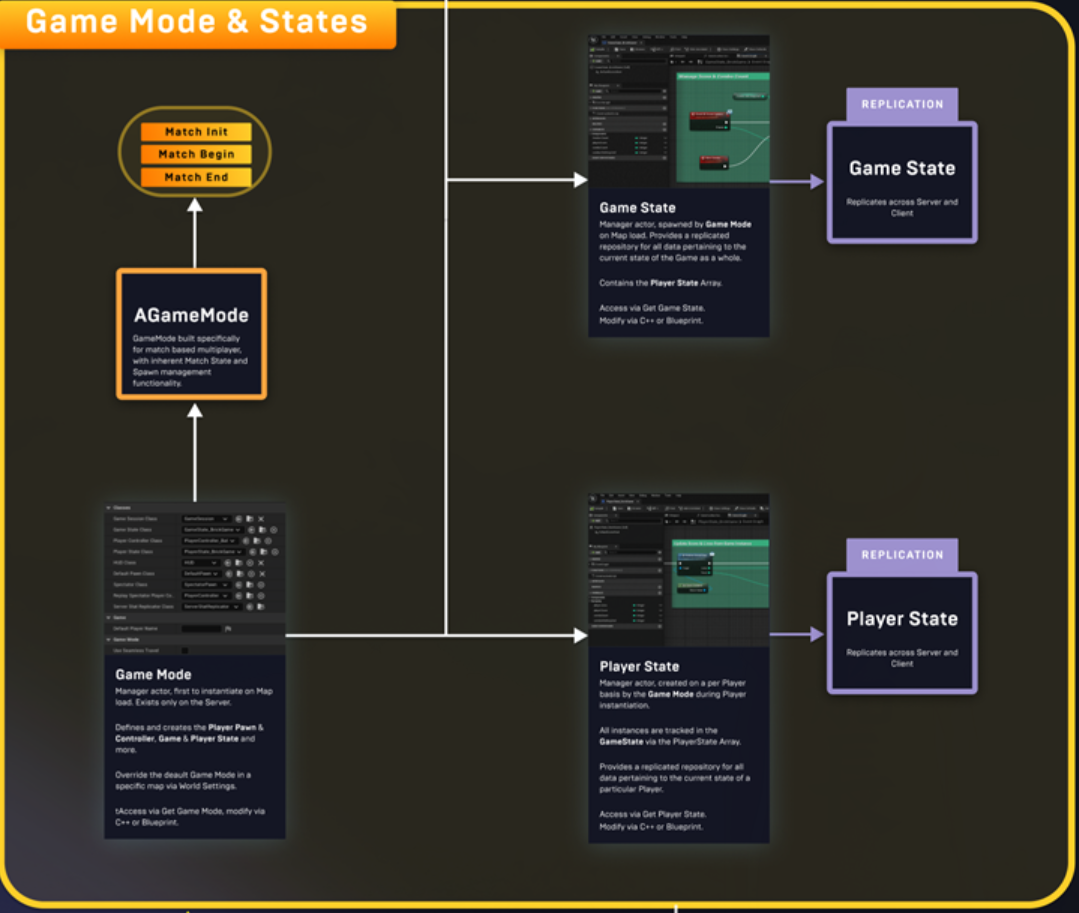 Game Mode & States
Match Init
Match Begin
Match End
AGameMode
GameMode built specifically
for match based multiplayer,
with inherent Match State and
Spawn management
functionality.
Classes
Game Session Class
GameSession
Game State Class
GameState_BrickGame
Player Controller Class
PlayerController_Bal
Player State Class
PlayerState_BrickGame
HUD Class
HUD
Default Pawn Class
DefaultPawn
Spectator Class
SpectatorPawn
Replay Spectator Player Co..
PlayerController
Server Stat Replicator Class
ServerStatReplicator
Game
Default Player Name
Game Mode
Use Seamless Travel
Game Mode
Manager actor, first to instantiate on Map
load. Exists only on the Server.
Defines and creates the Player Pawn &
Controller, Game & Player State and
more.
Override the deault Game Mode in a
specific map via World Settings.
tAccess via Get Game Mode, modify via
C++ or Blueprint.
Game State
Manager actor, spawned by Game Mode
on Map load. Provides a replicated
repository for all data pertaining to the
current state of the Game as a whole.
Contains the Player State Array.
Access via Get Game State.
Modify via C++ or Blueprint.
REPLICATION
Game State
Replicates across Server and
Client
Player State
Manager actor, created on a per Player
basis by the Game Mode during Player
instantiation.
All instances are tracked in the
GameState via the PlayerState Array.
Provides a replicated repository for all
data pertaining to the current state of a
particular Player.
Access via Get Player State.
Modify via C++ or Blueprint.
REPLICATION
Player State
Replicates across Server and
Client